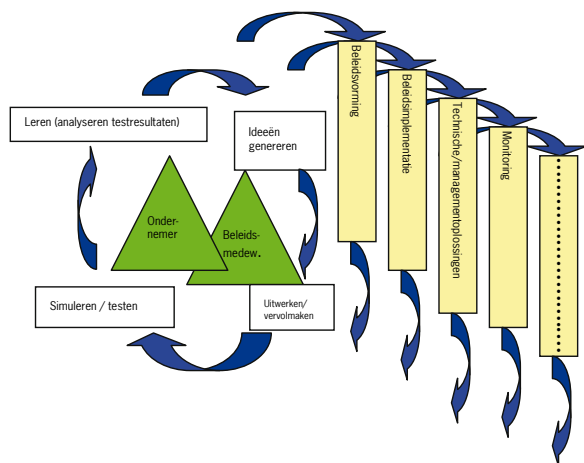 Leren (analyseren testresultaten)
Ideeën
genereren
Onder-
nemer
Beleids-
medew.
Simuleren / testen
Uitwerken/
vervolmaken
Beleidsvorming
Beleidsimplementatie
Technische/managementoplossingen
Monitoring